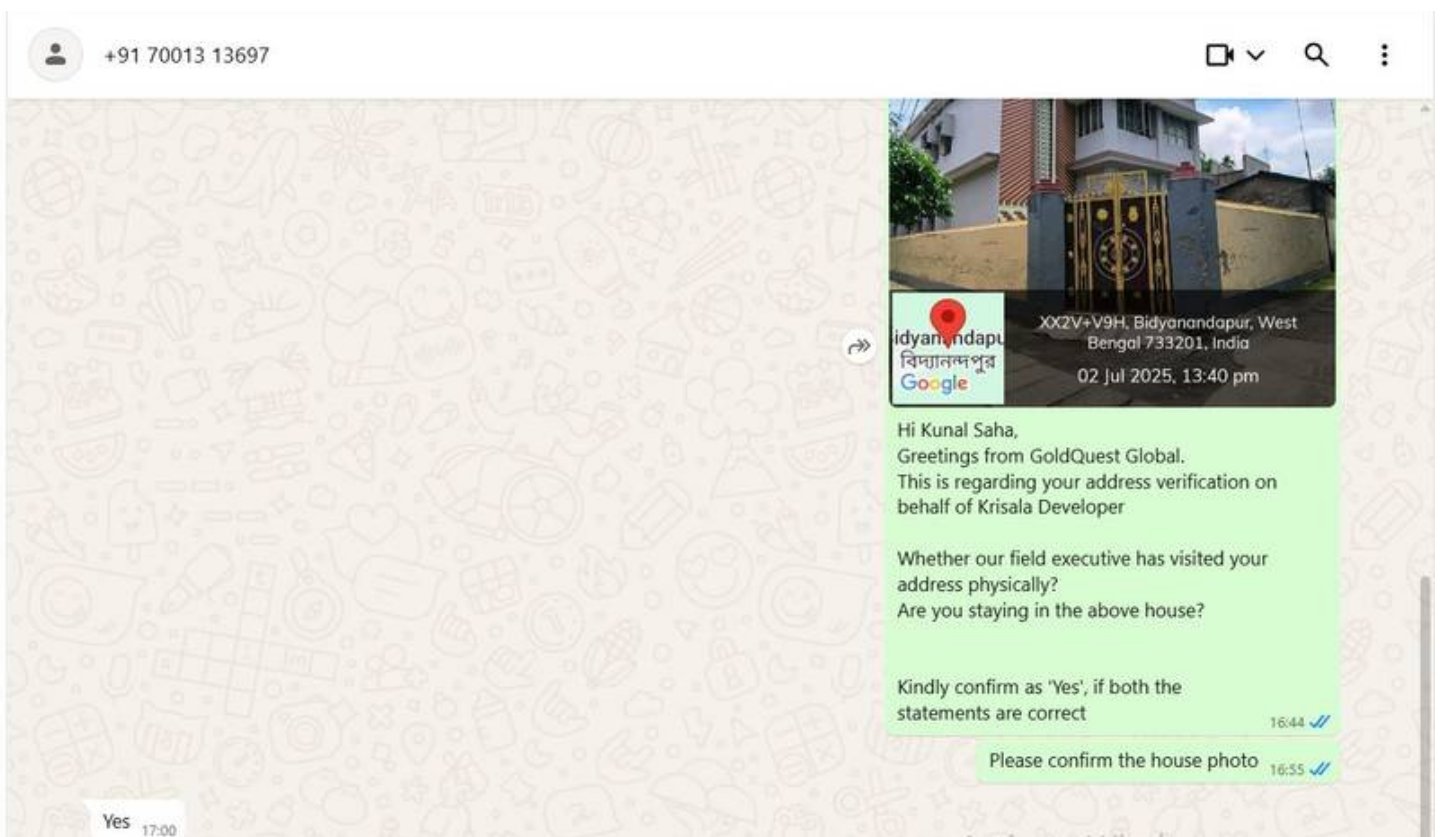 +91 70013 13697
idyanandapu
বিদ্যানন্দপুর
Google
XX2V+V9H, Bidyanandapur, West
Bengal 733201, India
02 Jul 2025, 13:40 pm
Hi Kunal Saha,
Greetings from GoldQuest Global.
This is regarding your address verification on
behalf of Krisala Developer
Whether our field executive has visited your
address physically?
Are you staying in the above house?
Kindly confirm as 'Yes', if both the
statements are correct
16:44
Please confirm the house photo 16:55
Yes 17:00